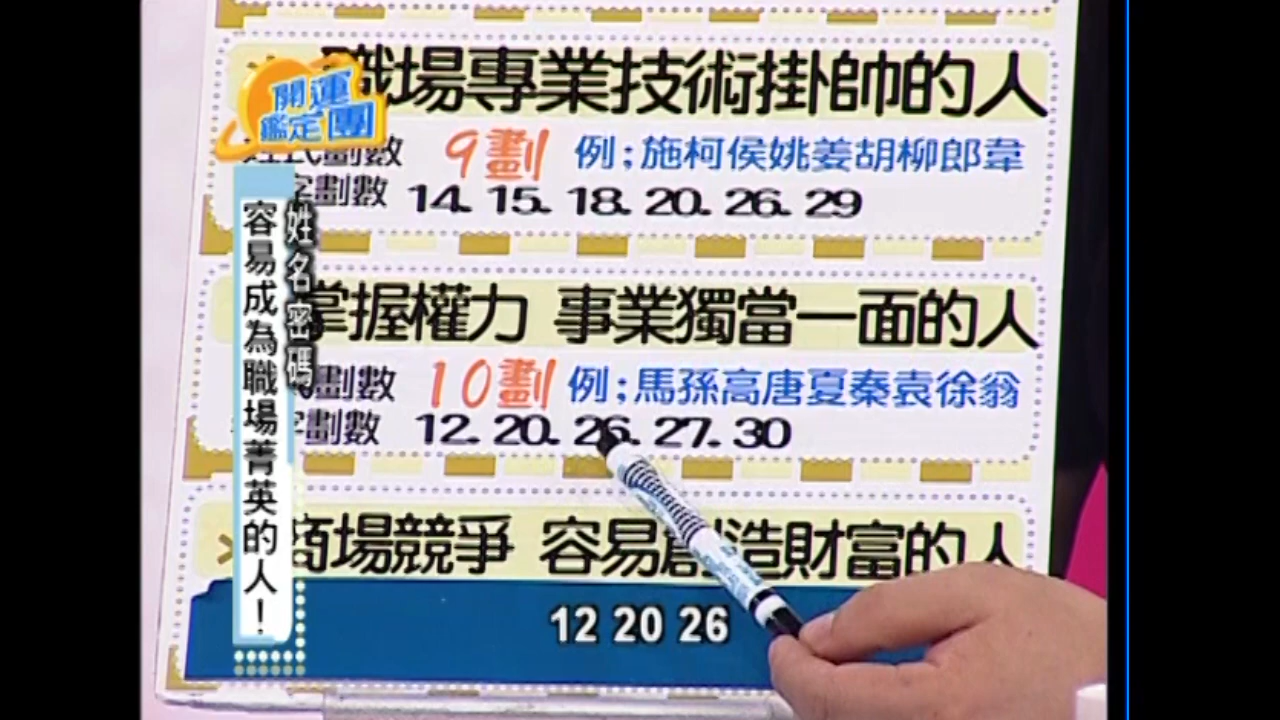 職場專業技術掛帥的人
開運
鑑定團
姓氏劃數 9劃 例;施柯侯姚姜胡柳郎韋
字劃數 14. 15. 18. 20. 26. 29
姓名密碼
容易成為職場菁英的人!
掌握權力 事業獨當一面的人
劃數 10劃 例;馬孫高唐夏秦袁徐翁
字劃數 12. 20. 26. 27. 30
商場競爭 容易創造財富的人
12 20 26